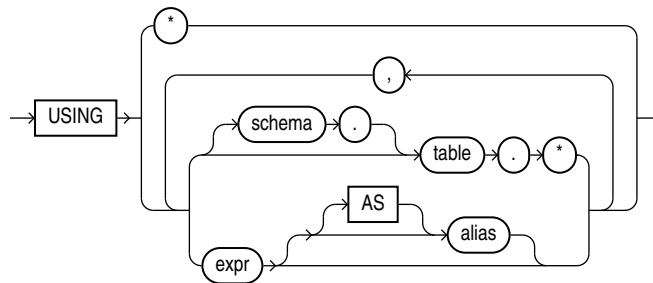 *
,
USING
schema .
table . *
AS
alias
expr